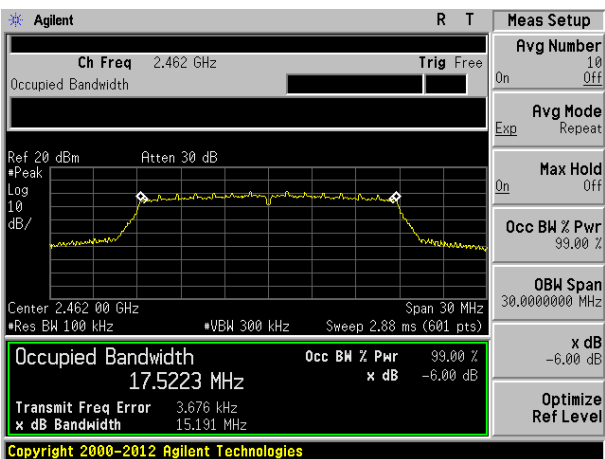 Agilent R T Meas Setup
Ch Freq 2.462 GHz Trig Free
Occupied Bandwidth
Avg Number
10
On Off
Avg Mode
Exp Repeat
Max Hold
On Off
Occ BW % Pwr
99.00 %
OBW Span
30.0000000 MHz
x dB
-6.00 dB
Optimize
Ref Level
Ref 20 dBm Atten 30 dB
#Peak
Log
10
dB/
Center 2.462 00 GHz Span 30 MHz
#Res BW 100 kHz #VBW 300 kHz Sweep 2.88 ms (601 pts)
Occupied Bandwidth Occ BW % Pwr 99.00 %
17.5223 MHz x dB -6.00 dB
Transmit Freq Error 3.676 kHz
x dB Bandwidth 15.191 MHz
Copyright 2000-2012 Agilent Technologies